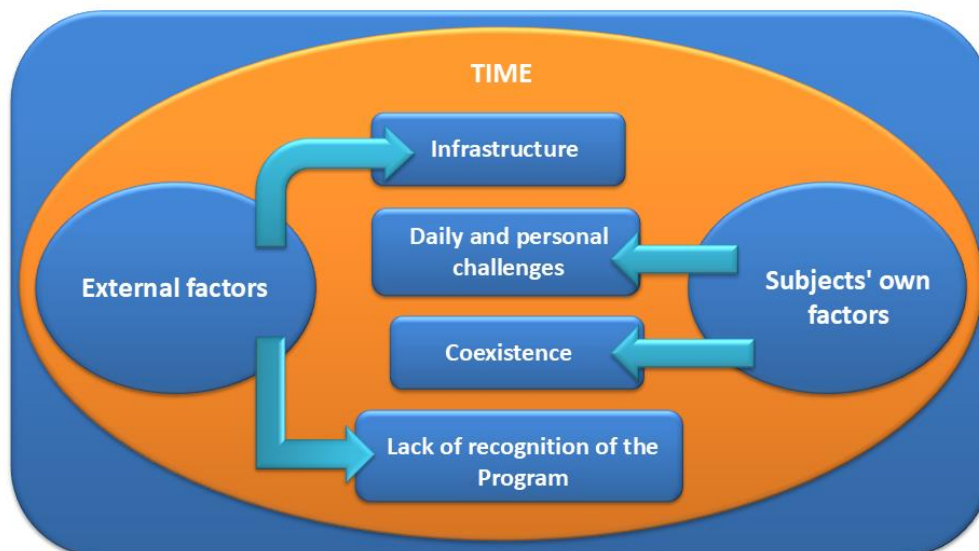 TIME
Infrastructure
Daily and personal
challenges
External factors
Subjects' own
factors
Coexistence
Lack of recognition of the
Program